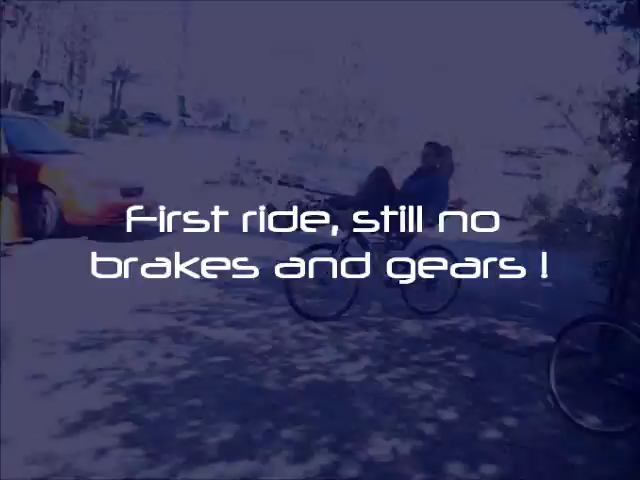 First ride, still no
brakes and gears !